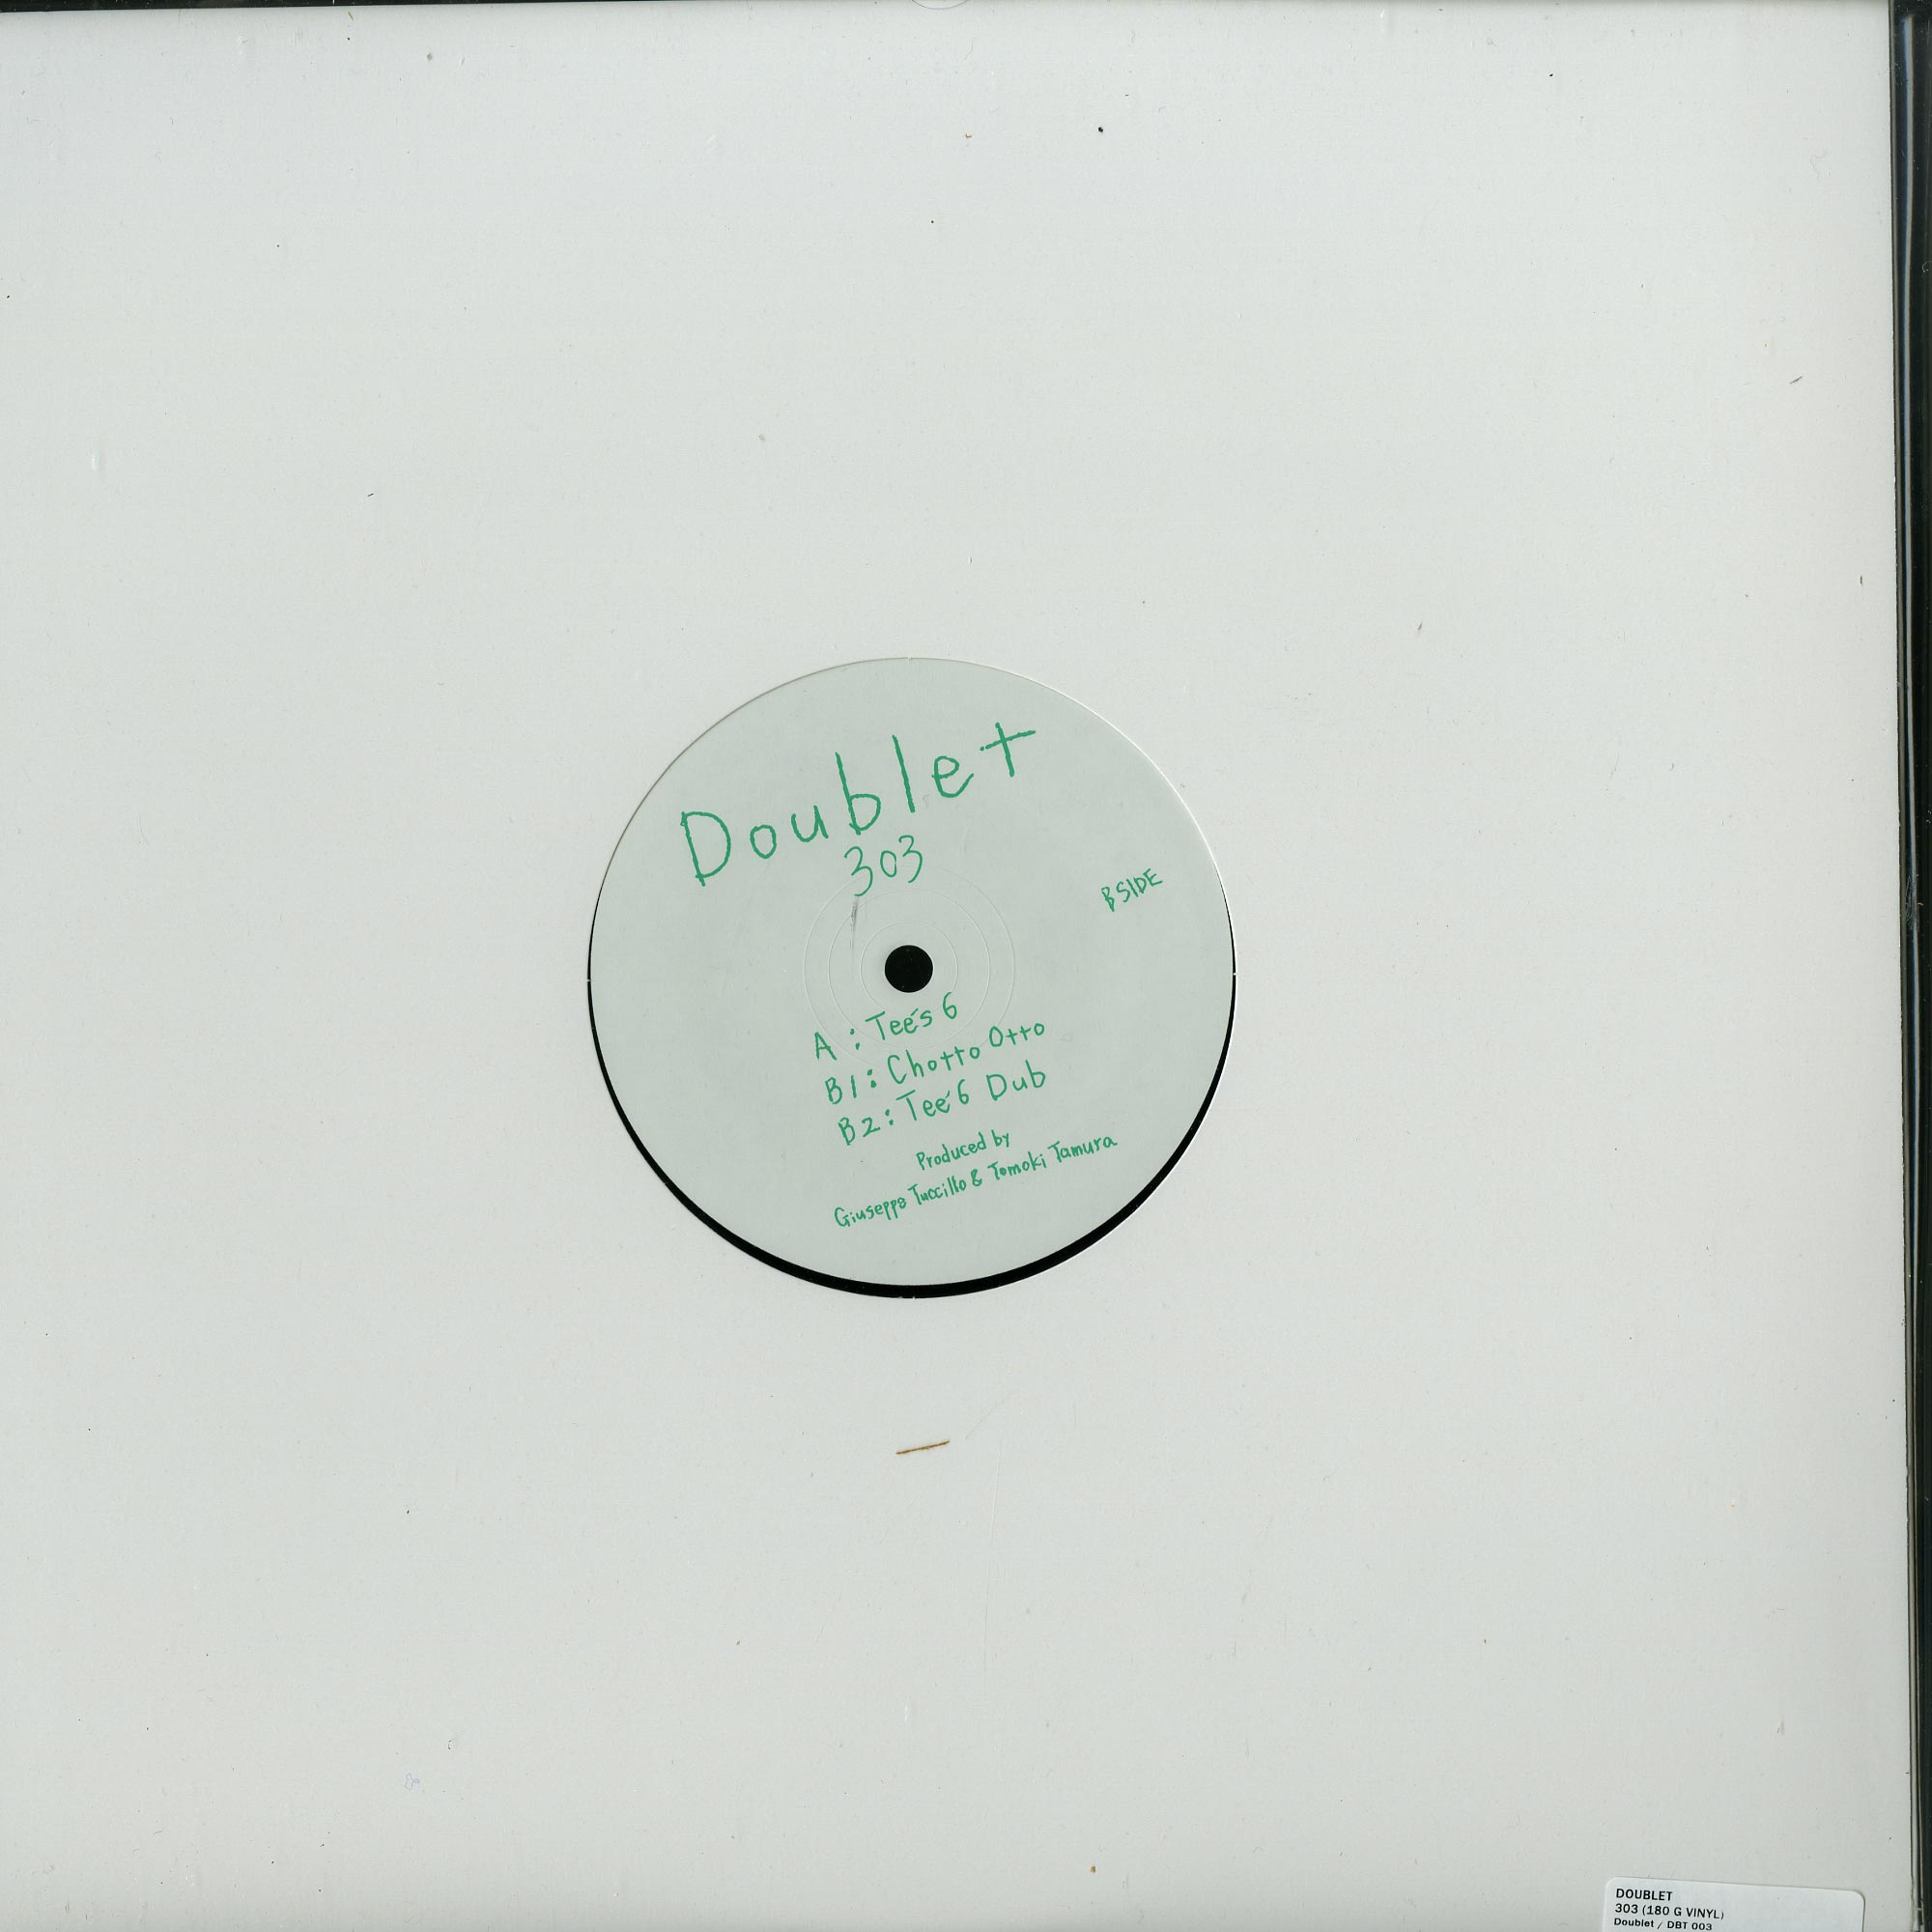 Doublet
303
B SIDE
A : Tee's 6
B1 : Chotto Otto
B2 : Tee'6 Dub
Produced by
Giuseppe Tuccillo & Tomoki Tamura
DOUBLET
303 (180 G VINYL)
Doublet / DBT 003